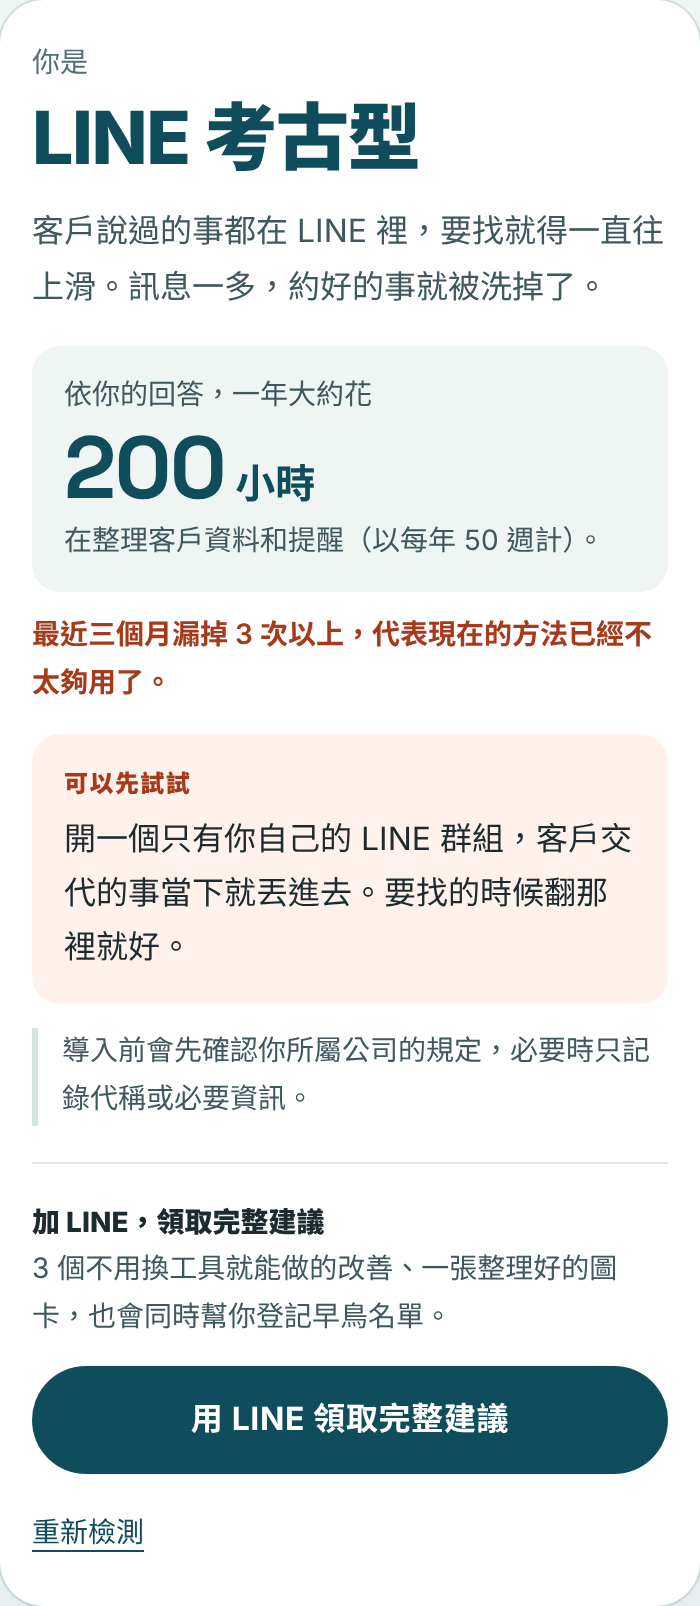 你是
LINE 考古型
客戶說過的事都在 LINE 裡，要找就得一直往
上滑。訊息一多，約好的事就被洗掉了。
依你的回答，一年大約花
200 小時
在整理客戶資料和提醒（以每年 50 週計）。
最近三個月漏掉 3 次以上，代表現在的方法已經不
太夠用了。
可以先試試
開一個只有你自己的 LINE 群組，客戶交
代的事當下就丟進去。要找的時候翻那
裡就好。
導入前會先確認你所屬公司的規定，必要時只記
錄代稱或必要資訊。
加 LINE，領取完整建議
3 個不用換工具就能做的改善、一張整理好的圖
卡，也會同時幫你登記早鳥名單。
用 LINE 領取完整建議
重新檢測